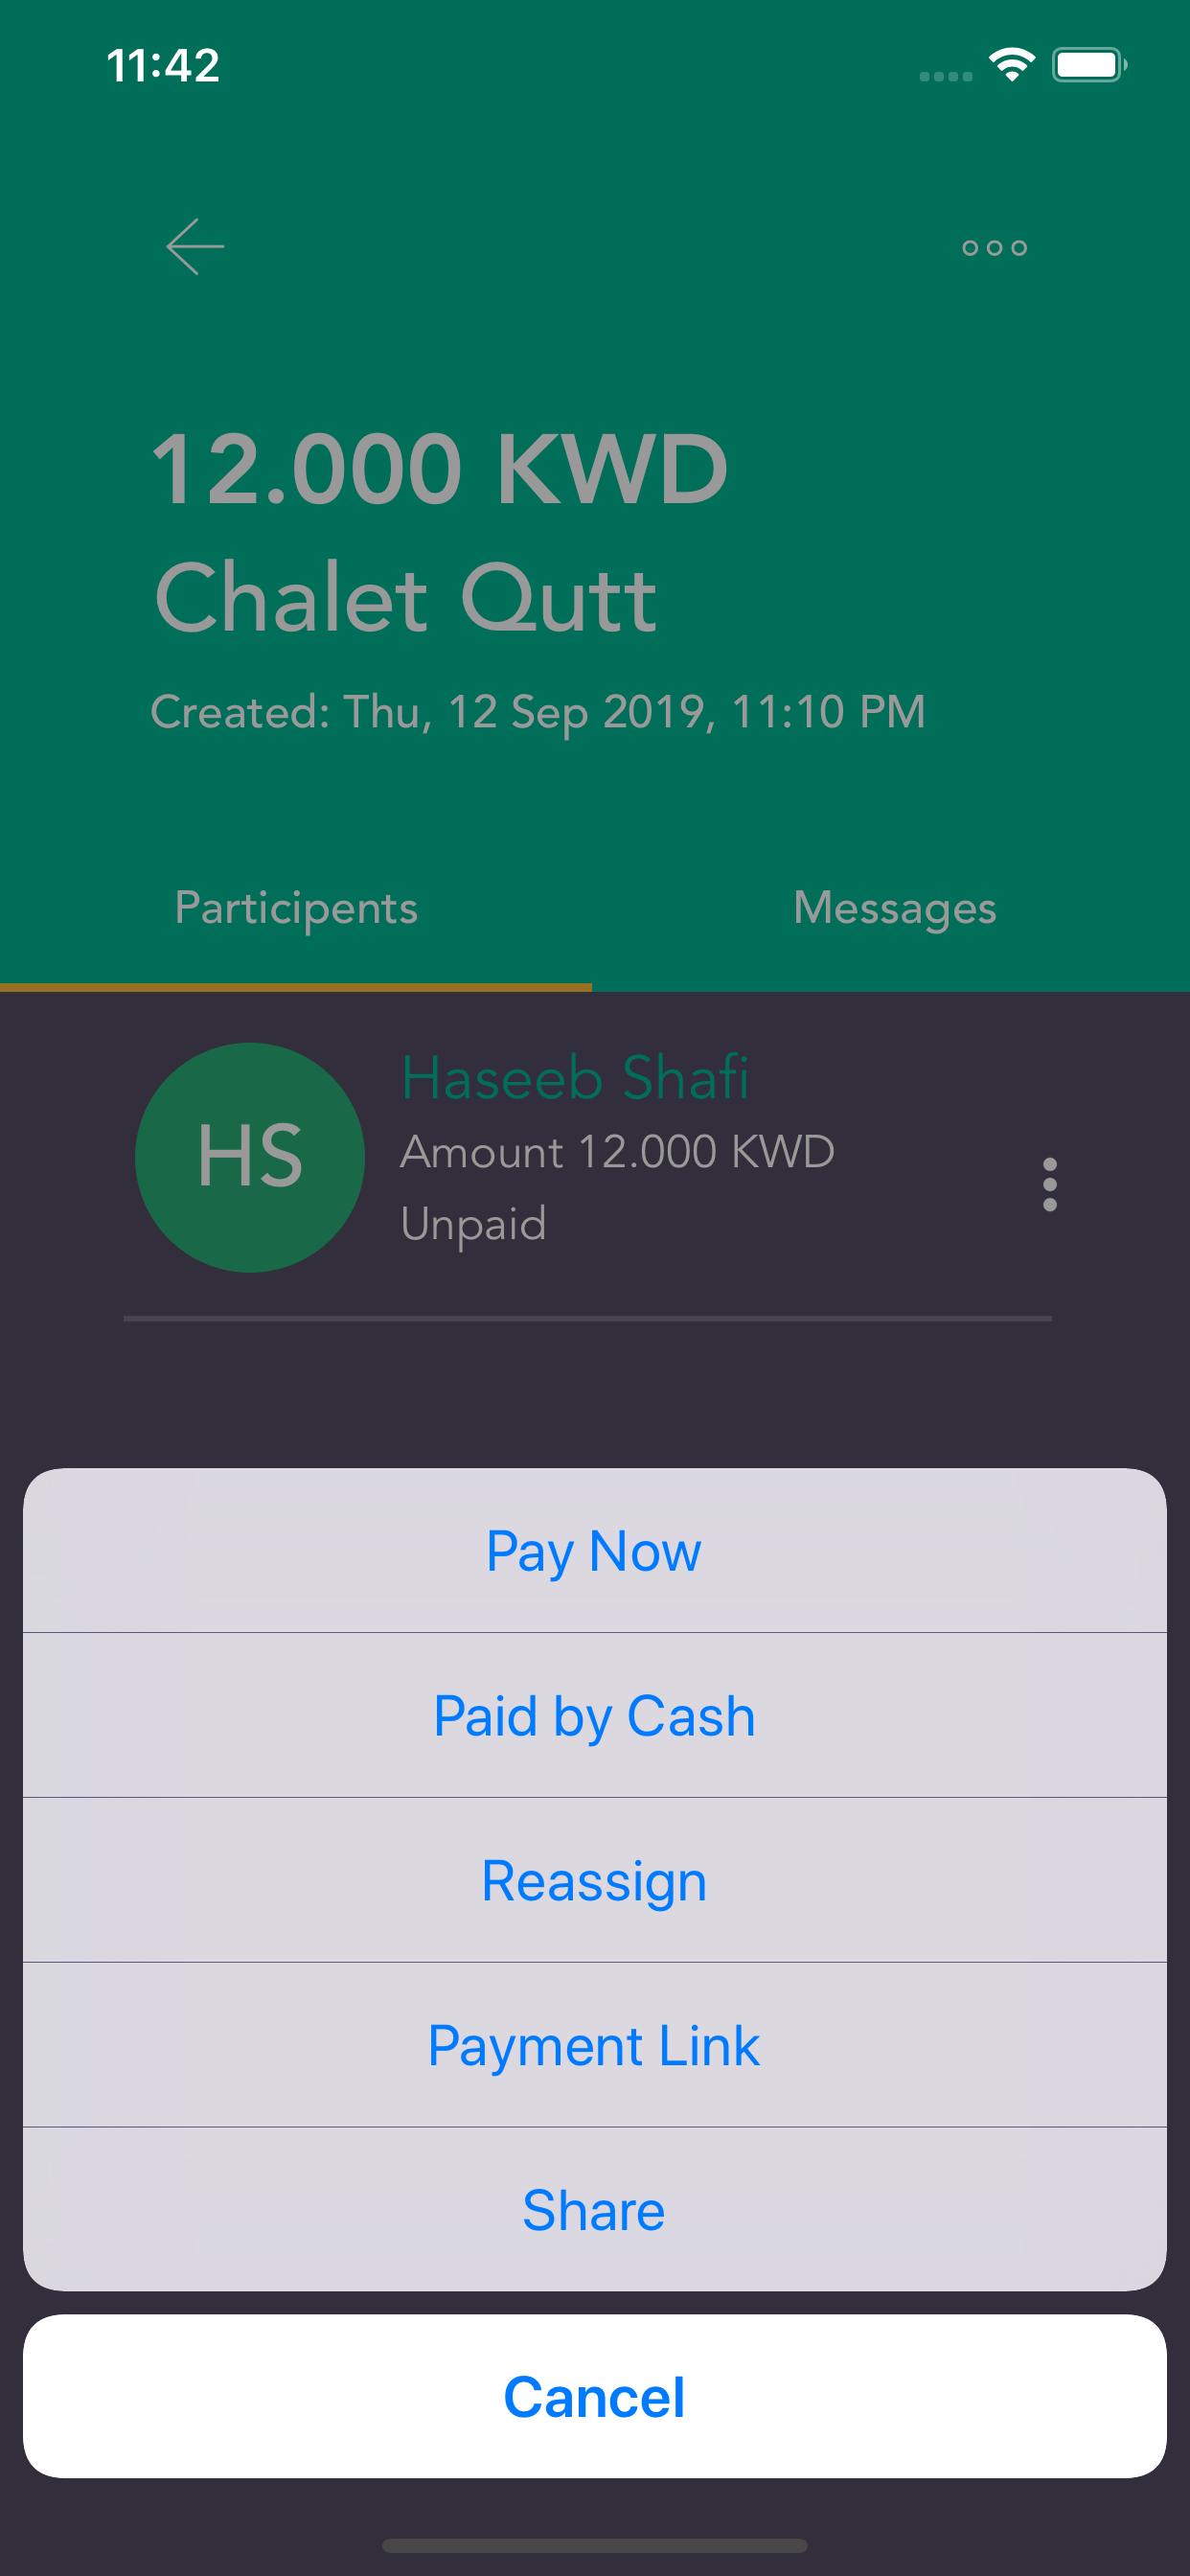 11:42
12.000 KWD
Chalet Qutt
Created: Thu, 12 Sep 2019, 11:10 PM
Participents
Messages
HS
Haseeb Shafi
Amount 12.000 KWD
Unpaid
Pay Now
Paid by Cash
Reassign
Payment Link
Share
Cancel